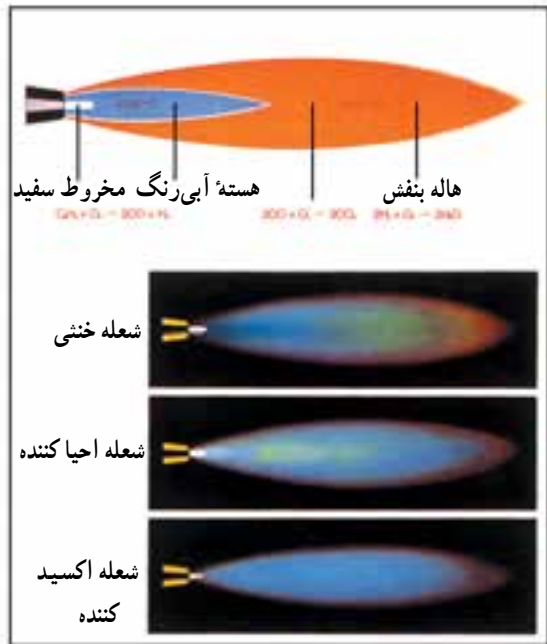 هاله بنفش هستهٔ آبی‌رنگ مخروط سفید
شعله خنثی
شعله احیا کننده
شعله اکسید
کننده